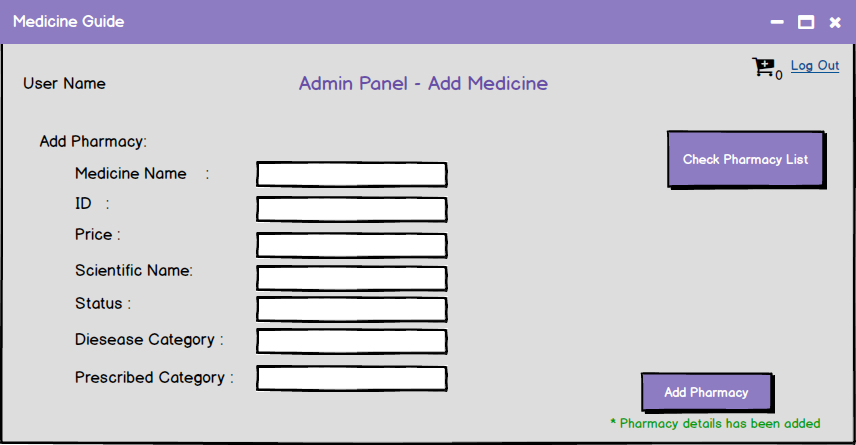 Medicine Guide
0 Log Out
User Name Admin Panel - Add Medicine
Add Pharmacy:
Check Pharmacy List
Medicine Name :
ID :
Price :
Scientific Name:
Status :
Diesease Category :
Prescribed Category :
Add Pharmacy
* Pharmacy details has been added